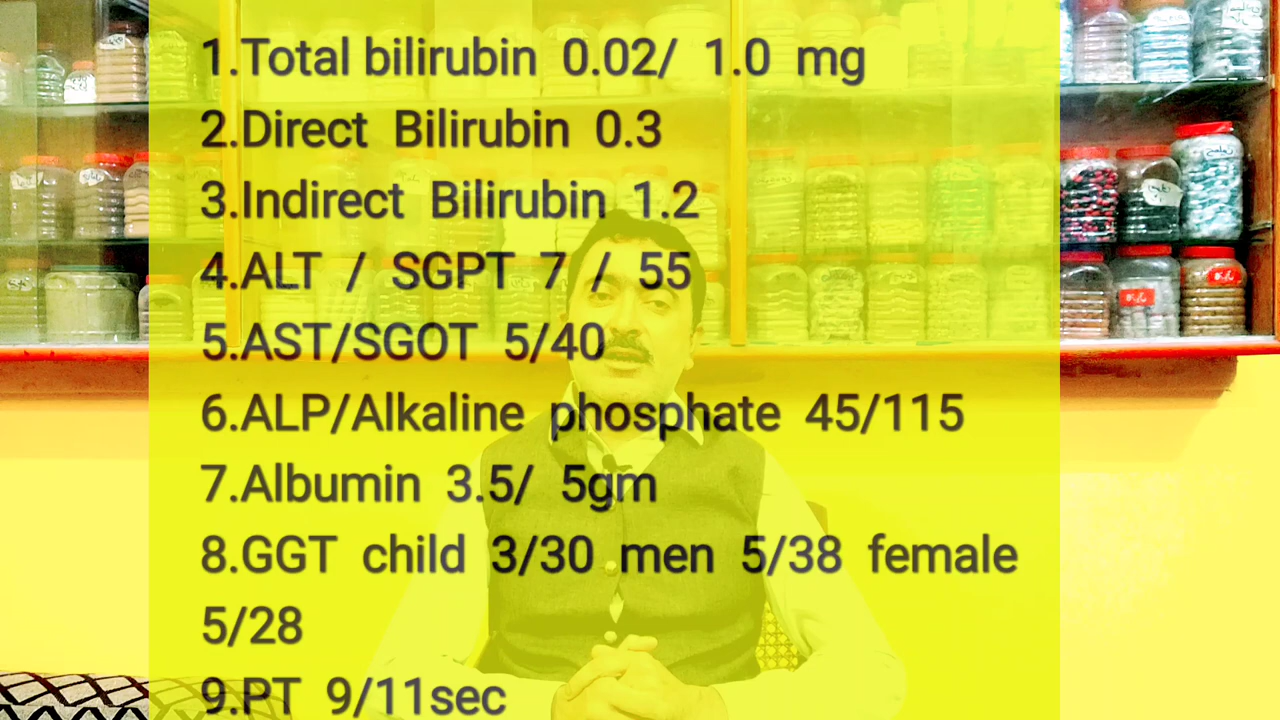 1.Total bilirubin 0.02/ 1.0 mg
2.Direct Bilirubin 0.3
3.Indirect Bilirubin 1.2
4.ALT / SGPT 7 / 55
5.AST/SGOT 5/40
6.ALP/Alkaline phosphate 45/115
7.Albumin 3.5/ 5gm
8.GGT child 3/30 men 5/38 female
5/28
9.PT 9/11sec